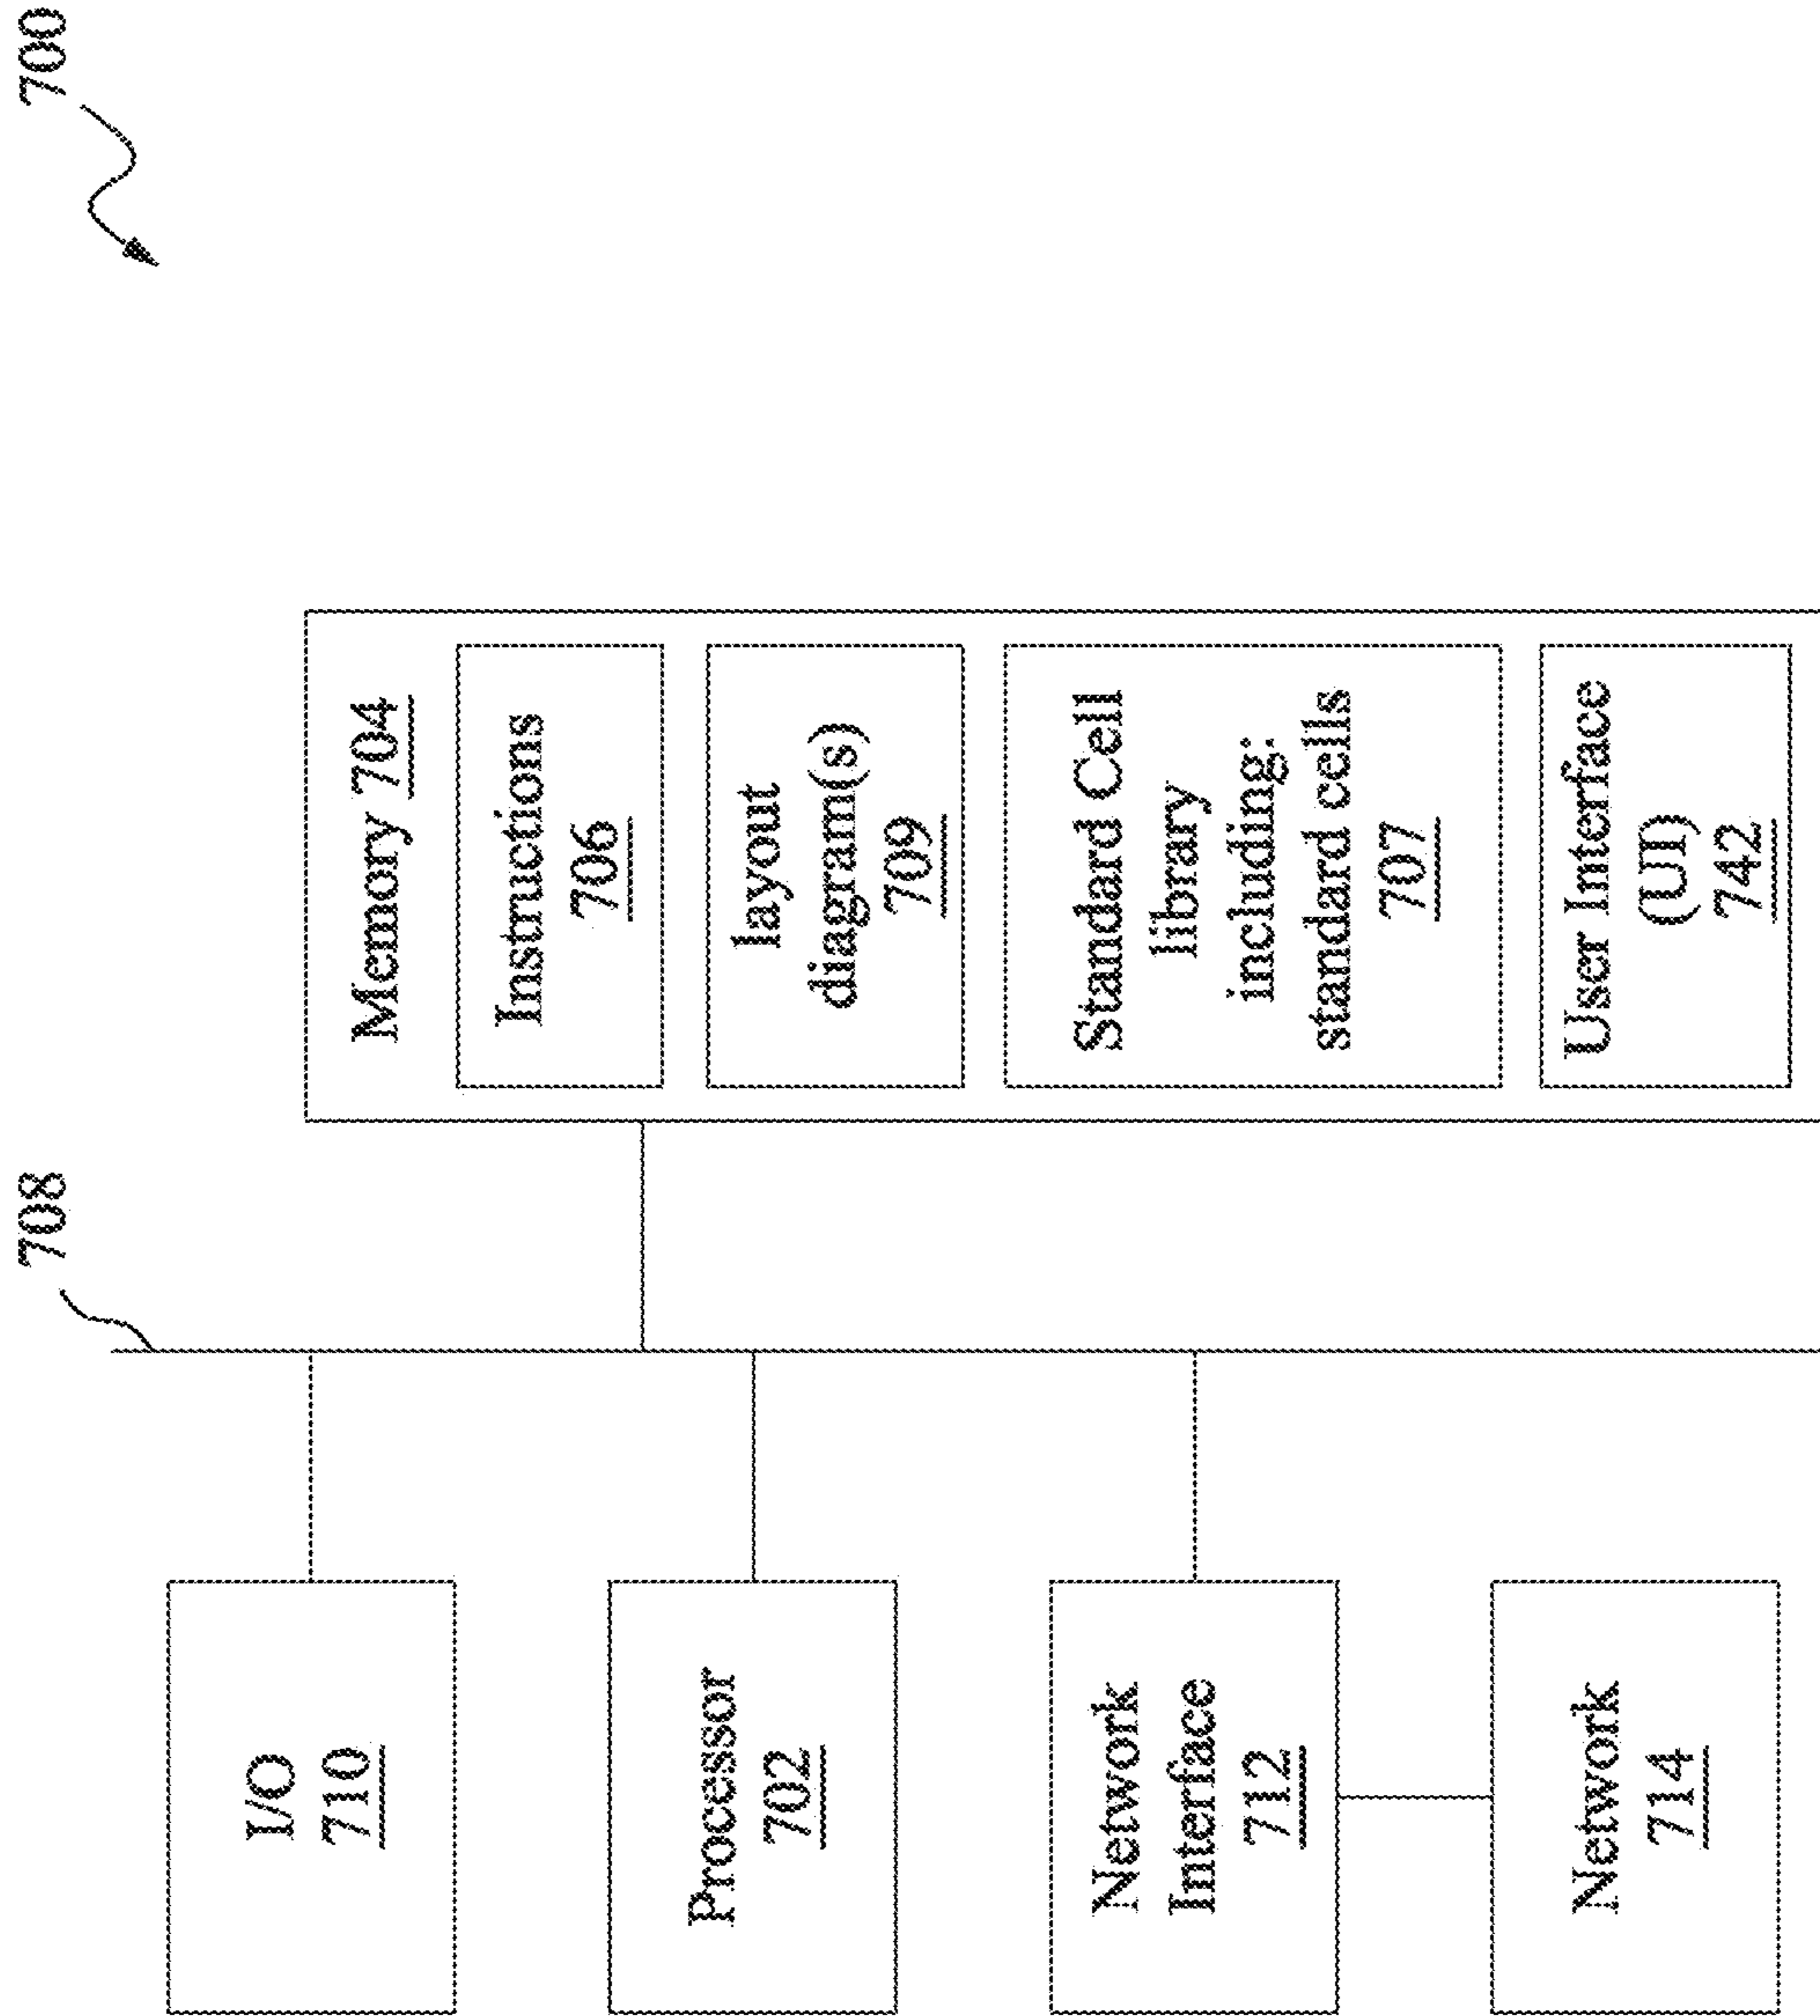 700
708
I/O
710
Processor
702
Network
Interface
712
Network
714
Memory 704
Instructions
706
layout
diagram(s)
709
Standard Cell
library
including:
standard cells
707
User Interface
(UI)
742